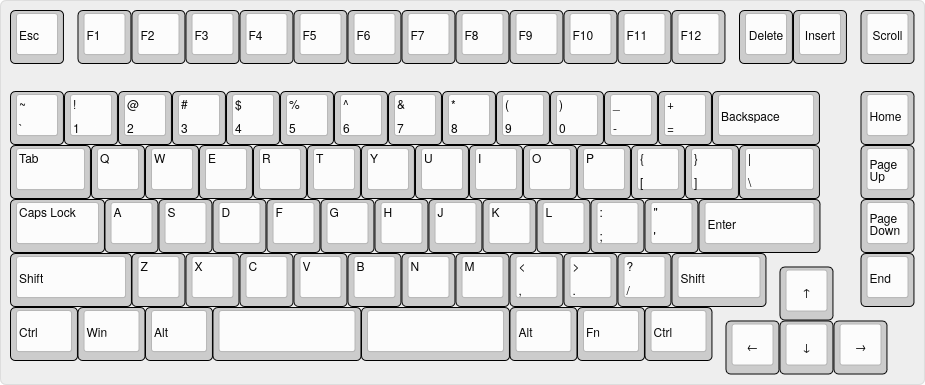 Esc F1 F2 F3 F4 F5 F6 F7 F8 F9 F10 F11 F12 Delete Insert Scroll
~ ! @ # $ % ^ & * ( ) _ +
` 1 2 3 4 5 6 7 8 9 0 - = Backspace Home
Tab Q W E R T Y U I O P { } | Page
[ ] \ Up
Caps Lock A S D F G H J K L : " Page
; ' Enter Down
Shift Z X C V B N M < > ? Shift End
, . / ↑
Ctrl Win Alt Alt Fn Ctrl
← ↓ →